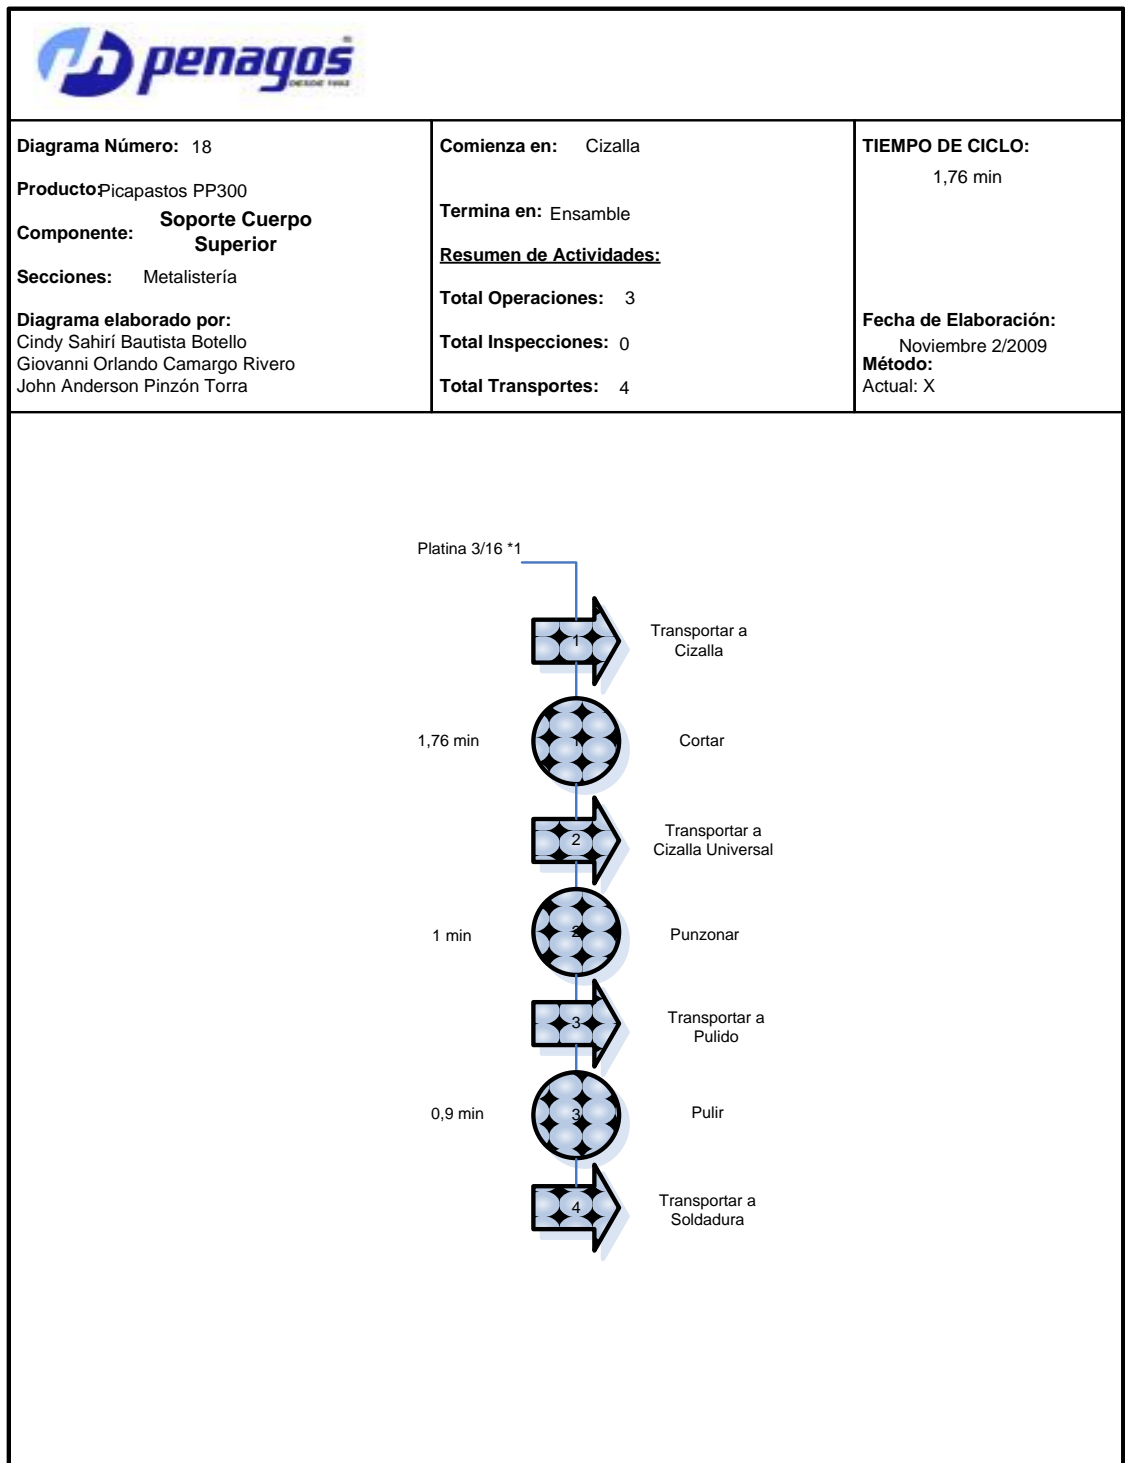 penagos
DESDE 1892
Diagrama Número: 18
Producto: Picapastos PP300
Componente: Soporte Cuerpo
Superior
Secciones: Metalistería
Diagrama elaborado por:
Cindy Sahirí Bautista Botello
Giovanni Orlando Camargo Rivero
John Anderson Pinzón Torra
Comienza en: Cizalla
Termina en: Ensamble
Resumen de Actividades:
Total Operaciones: 3
Total Inspecciones: 0
Total Transportes: 4
TIEMPO DE CICLO:
1,76 min
Fecha de Elaboración:
Noviembre 2/2009
Método:
Actual: X
Platina 3/16 *1
1
Transportar a
Cizalla
1,76 min
1
Cortar
2
Transportar a
Cizalla Universal
1 min
2
Punzonar
3
Transportar a
Pulido
0,9 min
3
Pulir
4
Transportar a
Soldadura